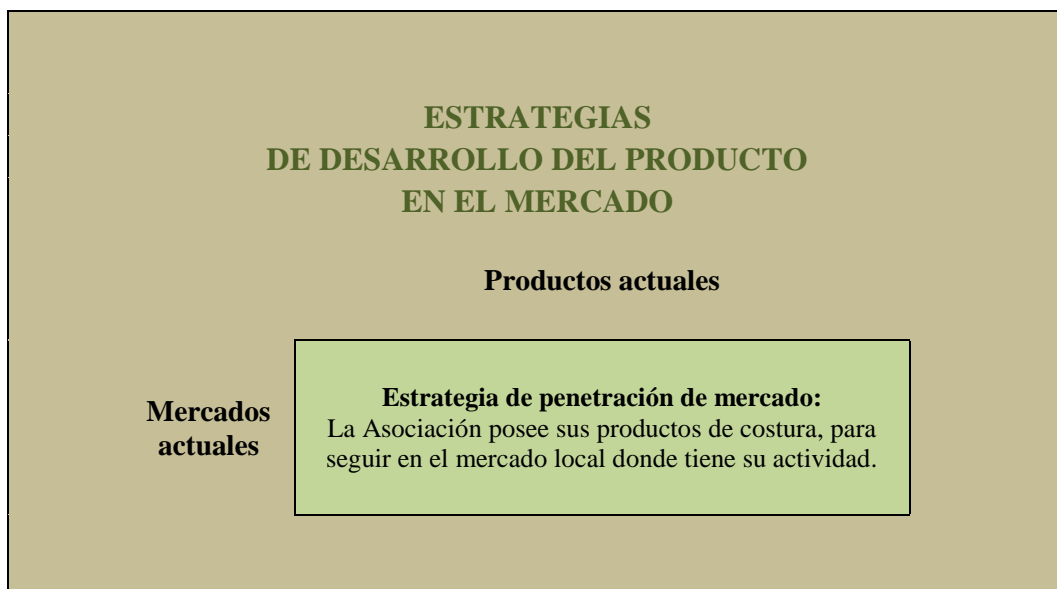 ESTRATEGIAS
DE DESARROLLO DEL PRODUCTO
EN EL MERCADO
Productos actuales
Mercados
actuales
Estrategia de penetración de mercado:
La Asociación posee sus productos de costura, para
seguir en el mercado local donde tiene su actividad.